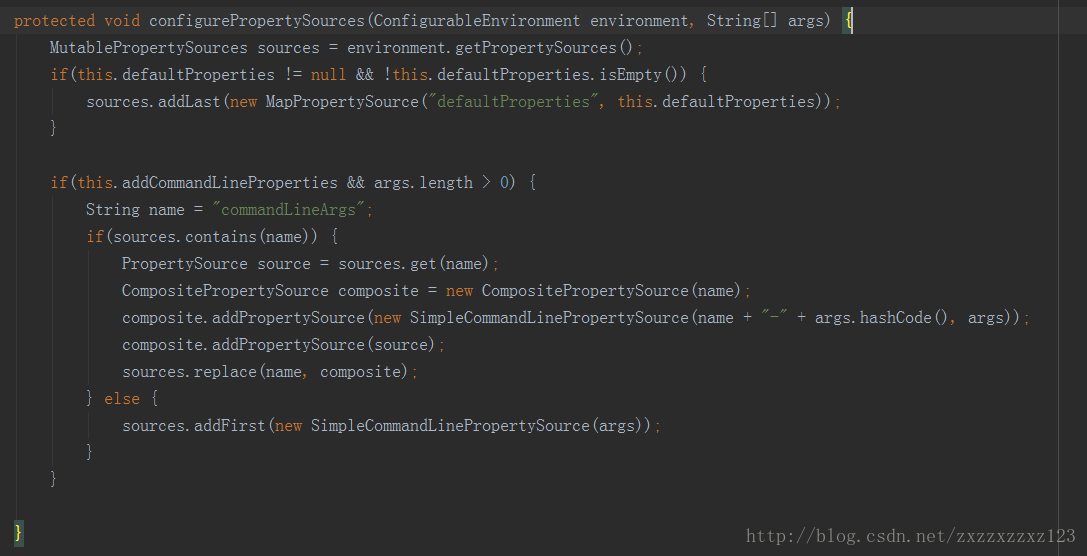 protected void configurePropertySources(ConfigurableEnvironment environment, String[] args) {
    MutablePropertySources sources = environment.getPropertySources();
    if(this.defaultProperties != null && !this.defaultProperties.isEmpty()) {
        sources.addLast(new MapPropertySource("defaultProperties", this.defaultProperties));
    }

    if(this.addCommandLineProperties && args.length > 0) {
        String name = "commandLineArgs";
        if(sources.contains(name)) {
            PropertySource source = sources.get(name);
            CompositePropertySource composite = new CompositePropertySource(name);
            composite.addPropertySource(new SimpleCommandLinePropertySource(name + "-" + args.hashCode(), args));
            composite.addPropertySource(source);
            sources.replace(name, composite);
        } else {
            sources.addFirst(new SimpleCommandLinePropertySource(args));
        }
    }

}
http://blog.csdn.net/zxzzxzzxz123